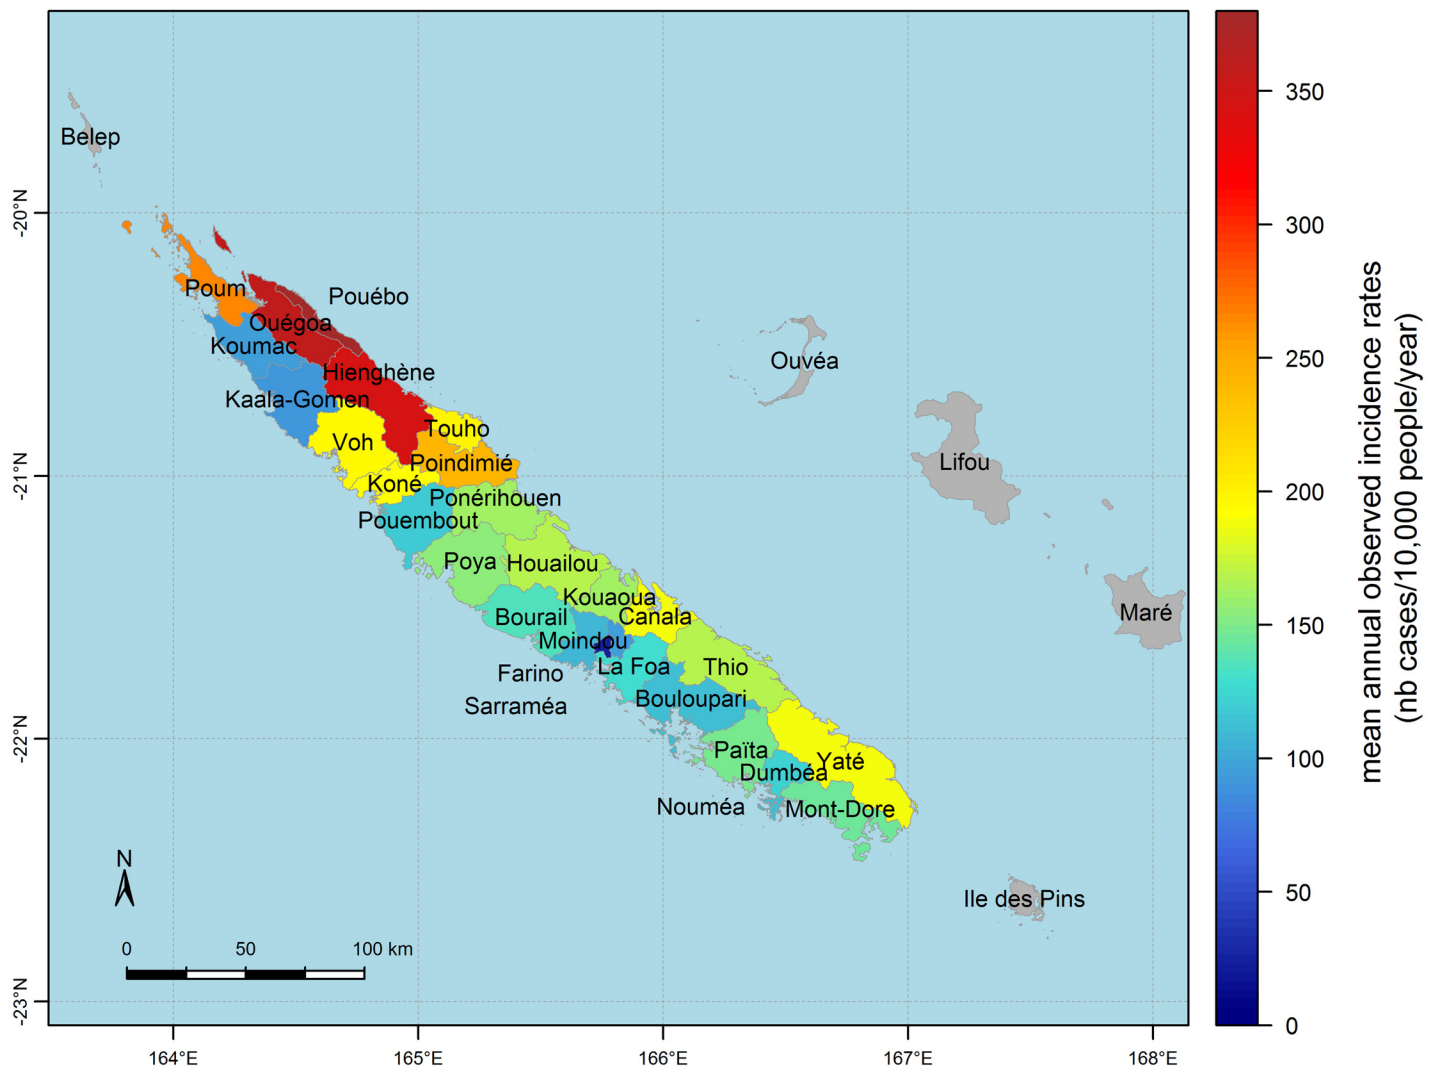 Belep
Poum
Pouébo
Ouégoa
Koumac
Hienghène
Kaala-Gomen
Touho
Voh
Poindimié
Koné
Ponérihouen
Pouembout
Poya
Houailou
Kouaoua
Bourail
Canala
Moindou
Farino
La Foa
Thio
Sarraméa
Bouloupari
Païta
Yaté
Dumbéa
Nouméa
Mont-Dore
Ouvéa
Lifou
Maré
Ile des Pins
N
0 50 100 km
-20°N
-21°N
-22°N
-23°N
164°E 165°E 166°E 167°E 168°E
350
300
250
200
150
100
50
0
mean annual observed incidence rates
(nb cases/10,000 people/year)